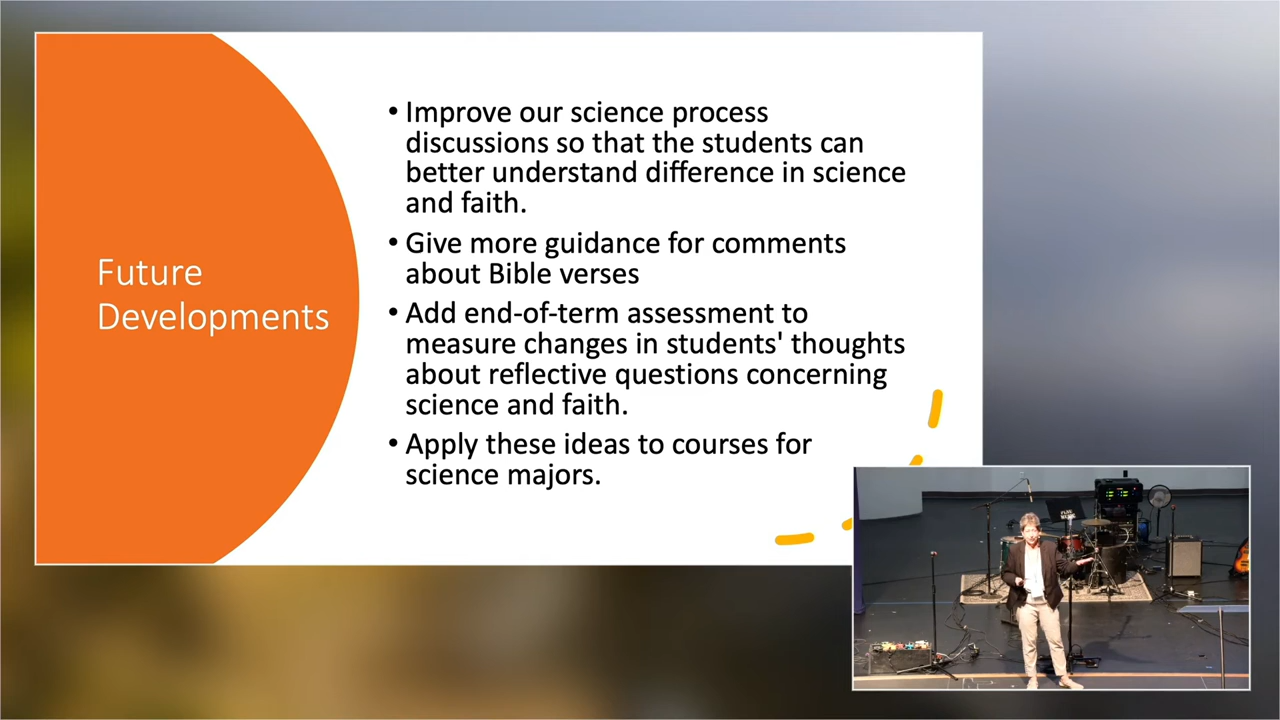 Future
Developments
• Improve our science process
discussions so that the students can
better understand difference in science
and faith.
• Give more guidance for comments
about Bible verses
• Add end-of-term assessment to
measure changes in students' thoughts
about reflective questions concerning
science and faith.
• Apply these ideas to courses for
science majors.